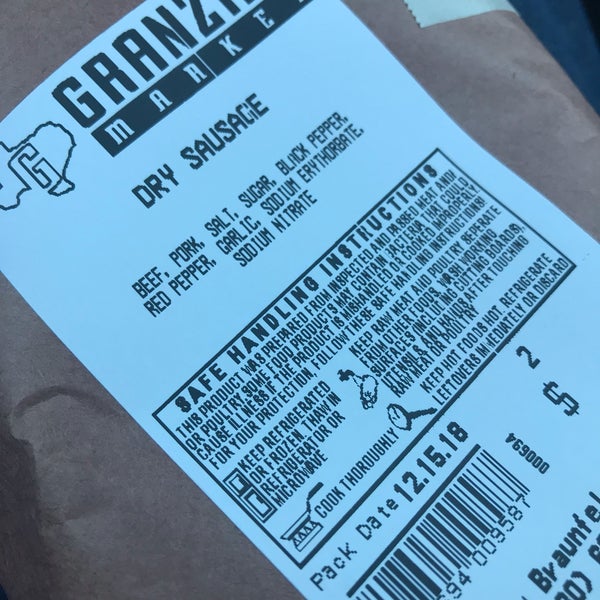 MARKE
G
DRY SAUSAGE
BEEF, PORK, SALT, SUGAR, BLACK PEPPER,
RED PEPPER, GARLIC, SODIUM ERYTHORBATE,
SODIUM NITRATE
SAFE HANDLING INSTRUCTIONS
THIS PRODUCT WAS PREPARED FROM INSPECTED AND PASSED MEAT AND/
OR POULTRY. SOME FOOD PRODUCTS MAY CONTAIN BACTERIA THAT COULD
CAUSE ILLNESS IF THE PRODUCT IS MISHANDLED OR COOKED IMPROPERLY.
FOR YOUR PROTECTION, FOLLOW THESE SAFE HANDLING INSTRUCTIONS.
KEEP REFRIGERATED
OR FROZEN. THAW IN
REFRIGERATOR OR
MICROWAVE
KEEP RAW MEAT AND POULTRY SEPERATE
FROM OTHER FOODS. WASH WORKING
SURFACES (INCLUDING CUTTING BOARDS),
UTENSILS, AND HANDS AFTER TOUCHING
RAW MEAT OR POULTRY
COOK THOROUGHLY
KEEP HOT FOODS HOT. REFRIGERATE
LEFTOVERS IMMEDIATELY OR DISCARD
Pack Date 12.15.18
2
$
94 009587